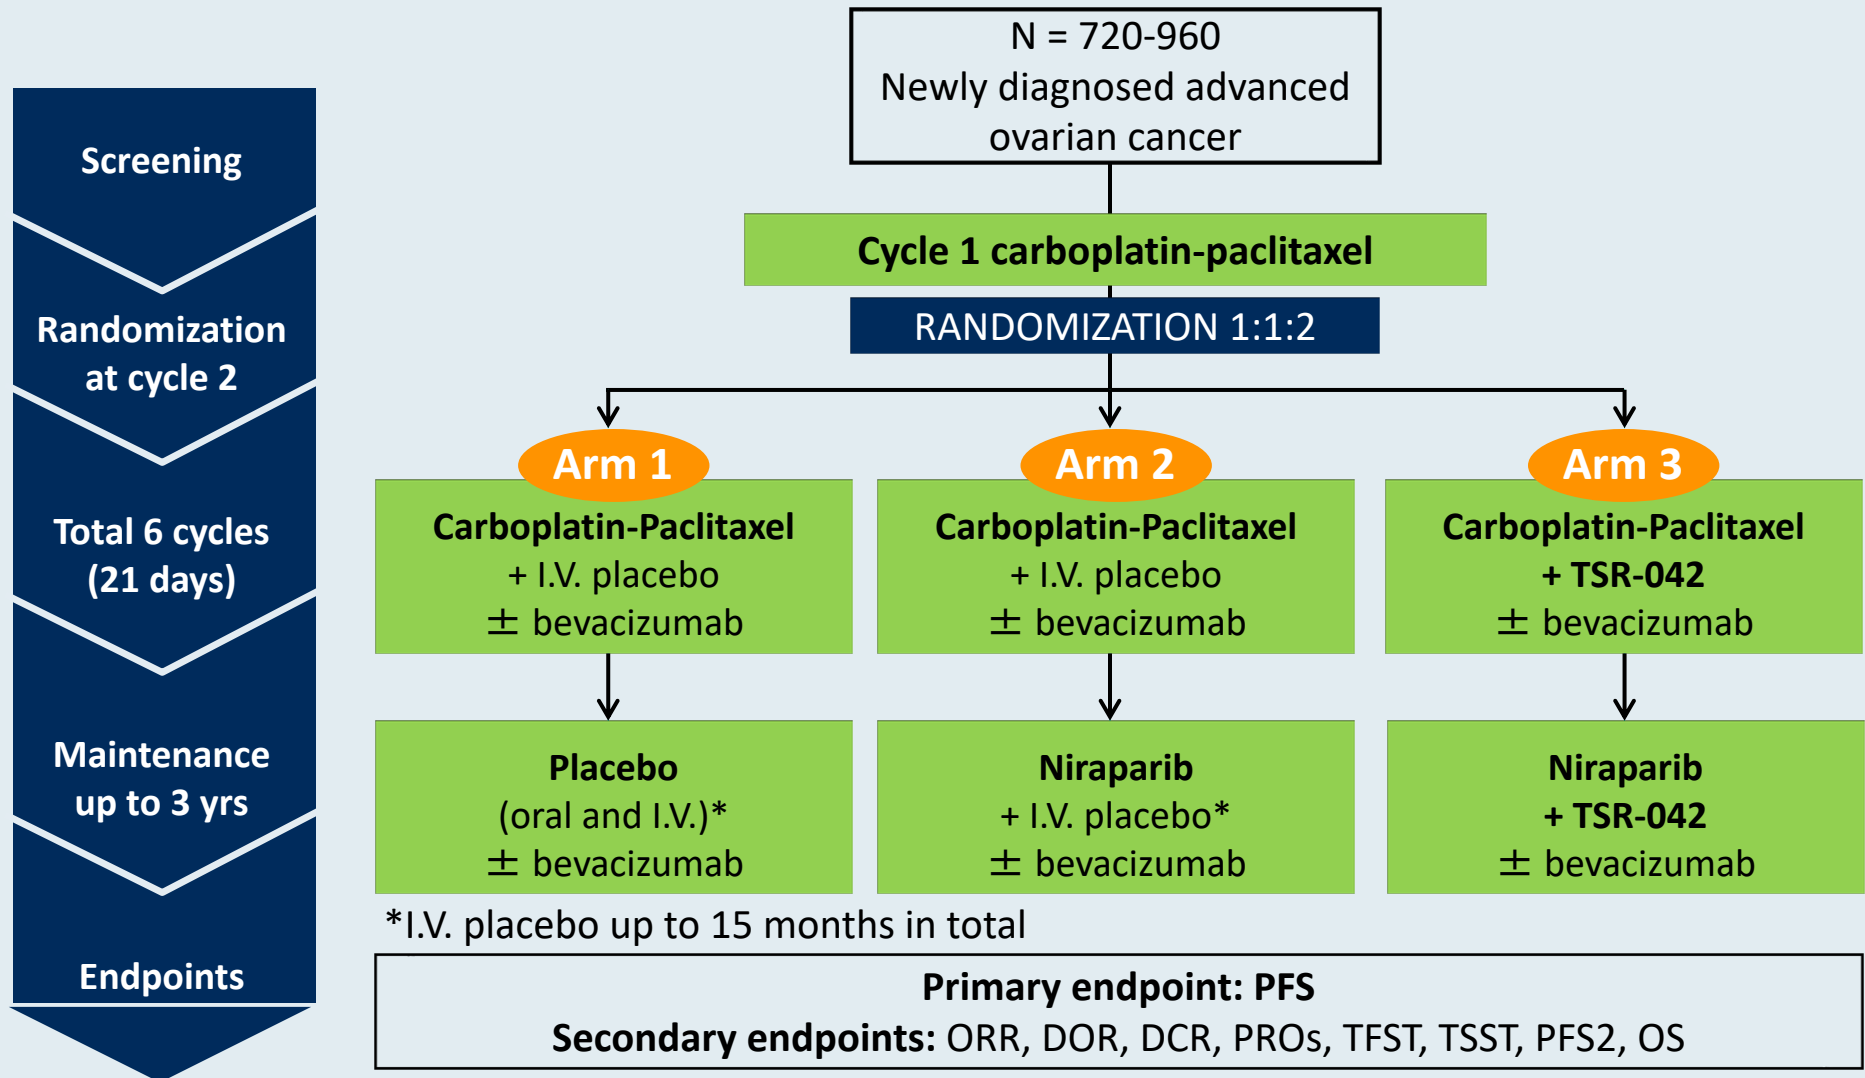 N = 720-960
Newly diagnosed advanced
ovarian cancer
Screening
Cycle 1 carboplatin-paclitaxel
Randomization
at cycle 2
RANDOMIZATION 1:1:2
Arm 1
Arm 2
Arm 3
Total 6 cycles
(21 days)
Carboplatin-Paclitaxel
+ I.V. placebo
± bevacizumab
Carboplatin-Paclitaxel
+ I.V. placebo
± bevacizumab
Carboplatin-Paclitaxel
+ TSR-042
± bevacizumab
Maintenance
up to 3 yrs
Placebo
(oral and I.V.)*
± bevacizumab
Niraparib
+ I.V. placebo*
± bevacizumab
Niraparib
+ TSR-042
± bevacizumab
*I.V. placebo up to 15 months in total
Endpoints
Primary endpoint: PFS
Secondary endpoints: ORR, DOR, DCR, PROs, TFST, TSST, PFS2, OS